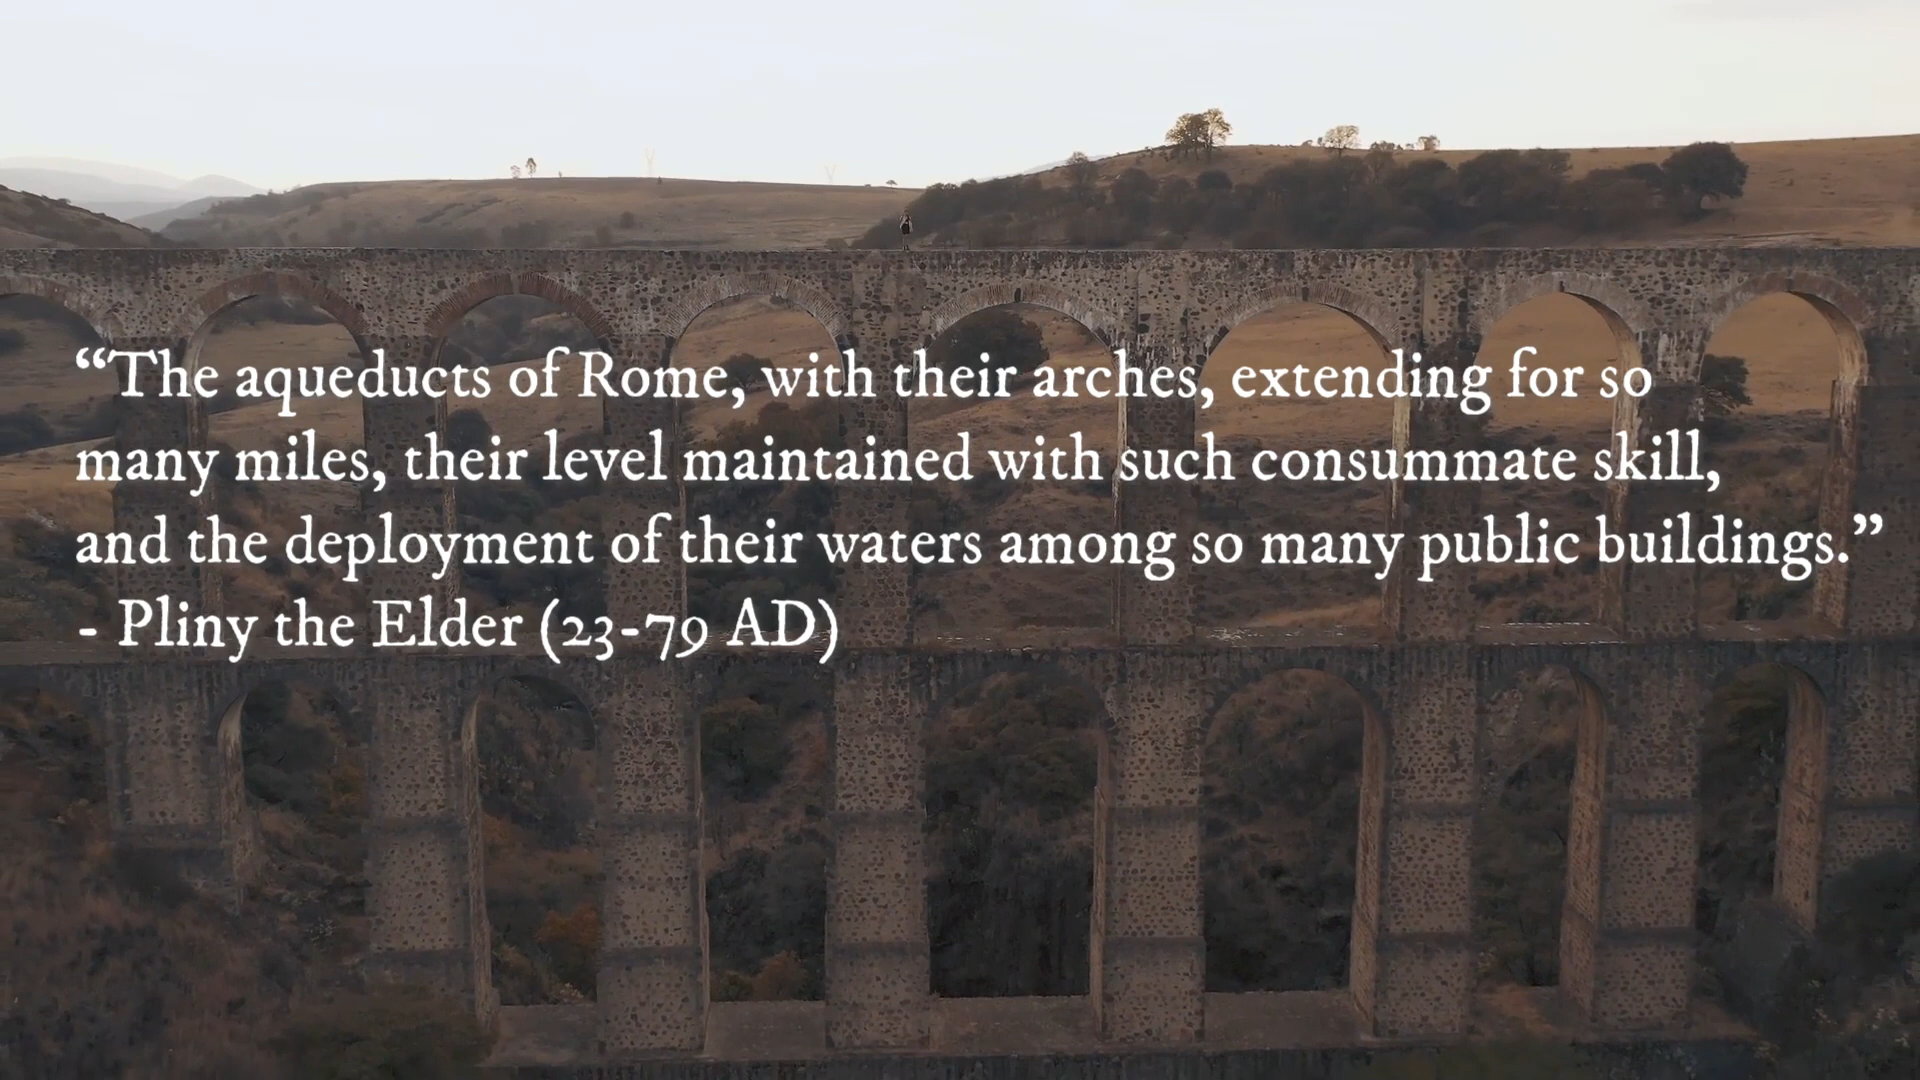 “The aqueducts of Rome, with their arches, extending for so
many miles, their level maintained with such consummate skill,
and the deployment of their waters among so many public buildings.”
- Pliny the Elder (23-79 AD)